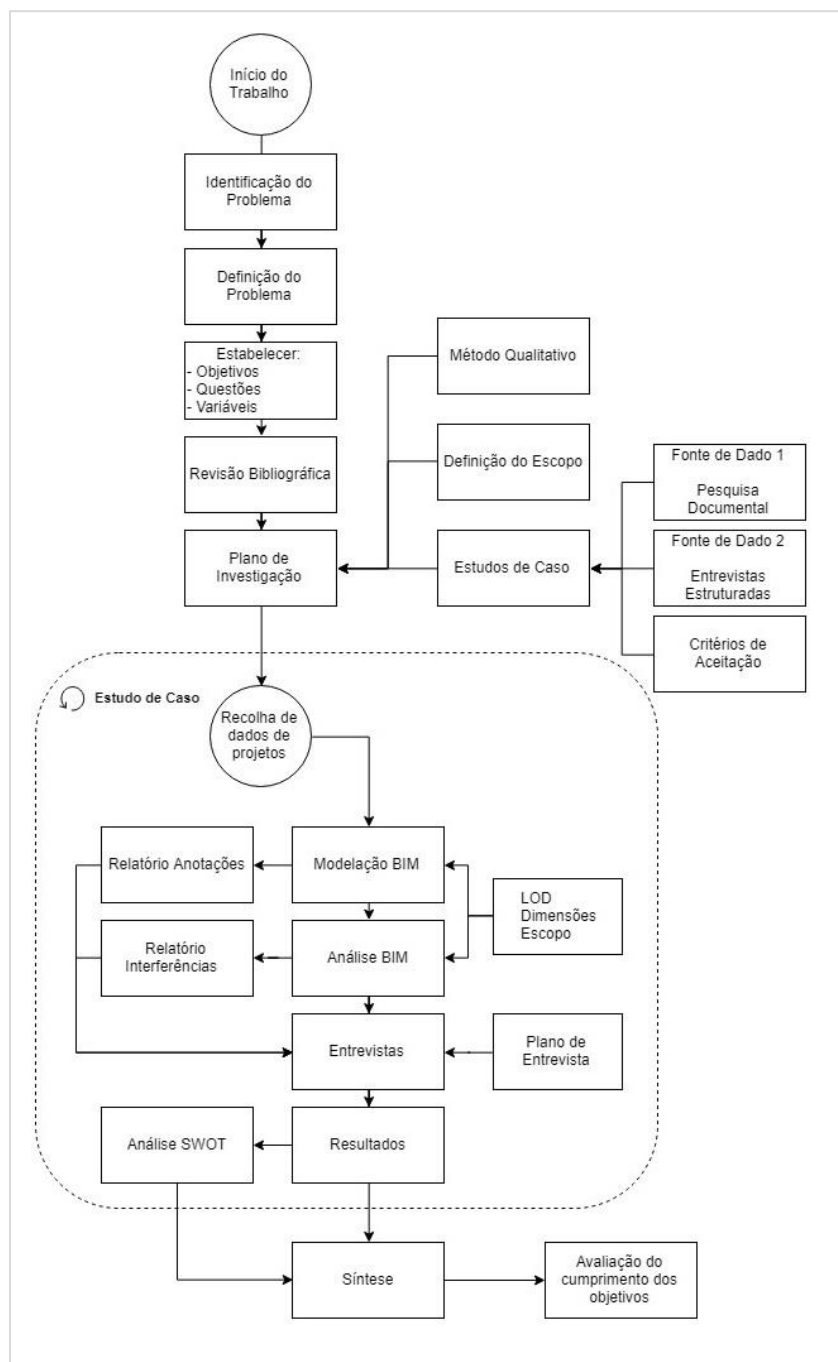 Início do
Trabalho
Identificação do
Problema
Definição do
Problema
Estabelecer:
- Objetivos
- Questões
- Variáveis
Método Qualitativo
Revisão Bibliográfica
Definição do Escopo
Fonte de Dado 1
Pesquisa
Documental
Plano de
Investigação
Estudos de Caso
Fonte de Dado 2
Entrevistas
Estruturadas
Critérios de
Aceitação
Estudo de Caso
Recolha de
dados de
projetos
Relatório Anotações
Modelação BIM
LOD
Dimensões
Escopo
Relatório
Interferências
Análise BIM
Entrevistas
Plano de
Entrevista
Análise SWOT
Resultados
Síntese
Avaliação do
cumprimento dos
objetivos